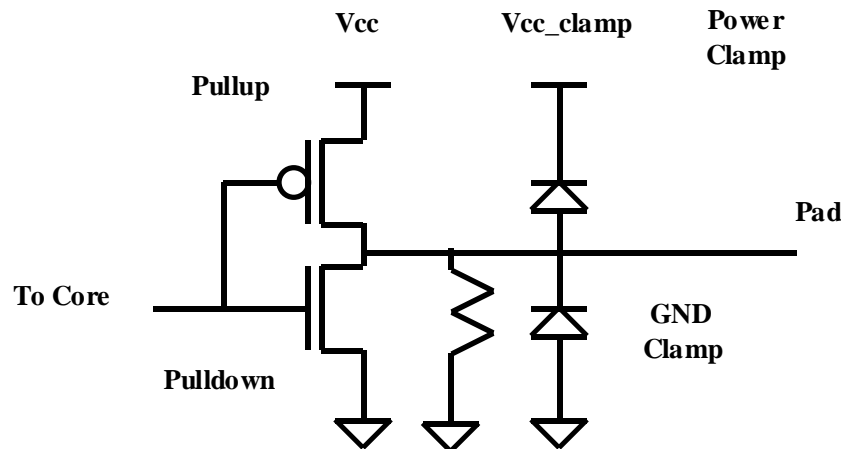 Vcc
Vcc_clamp
Power
Clamp
Pullup
Pad
To Core
GND
Clamp
Pulldown